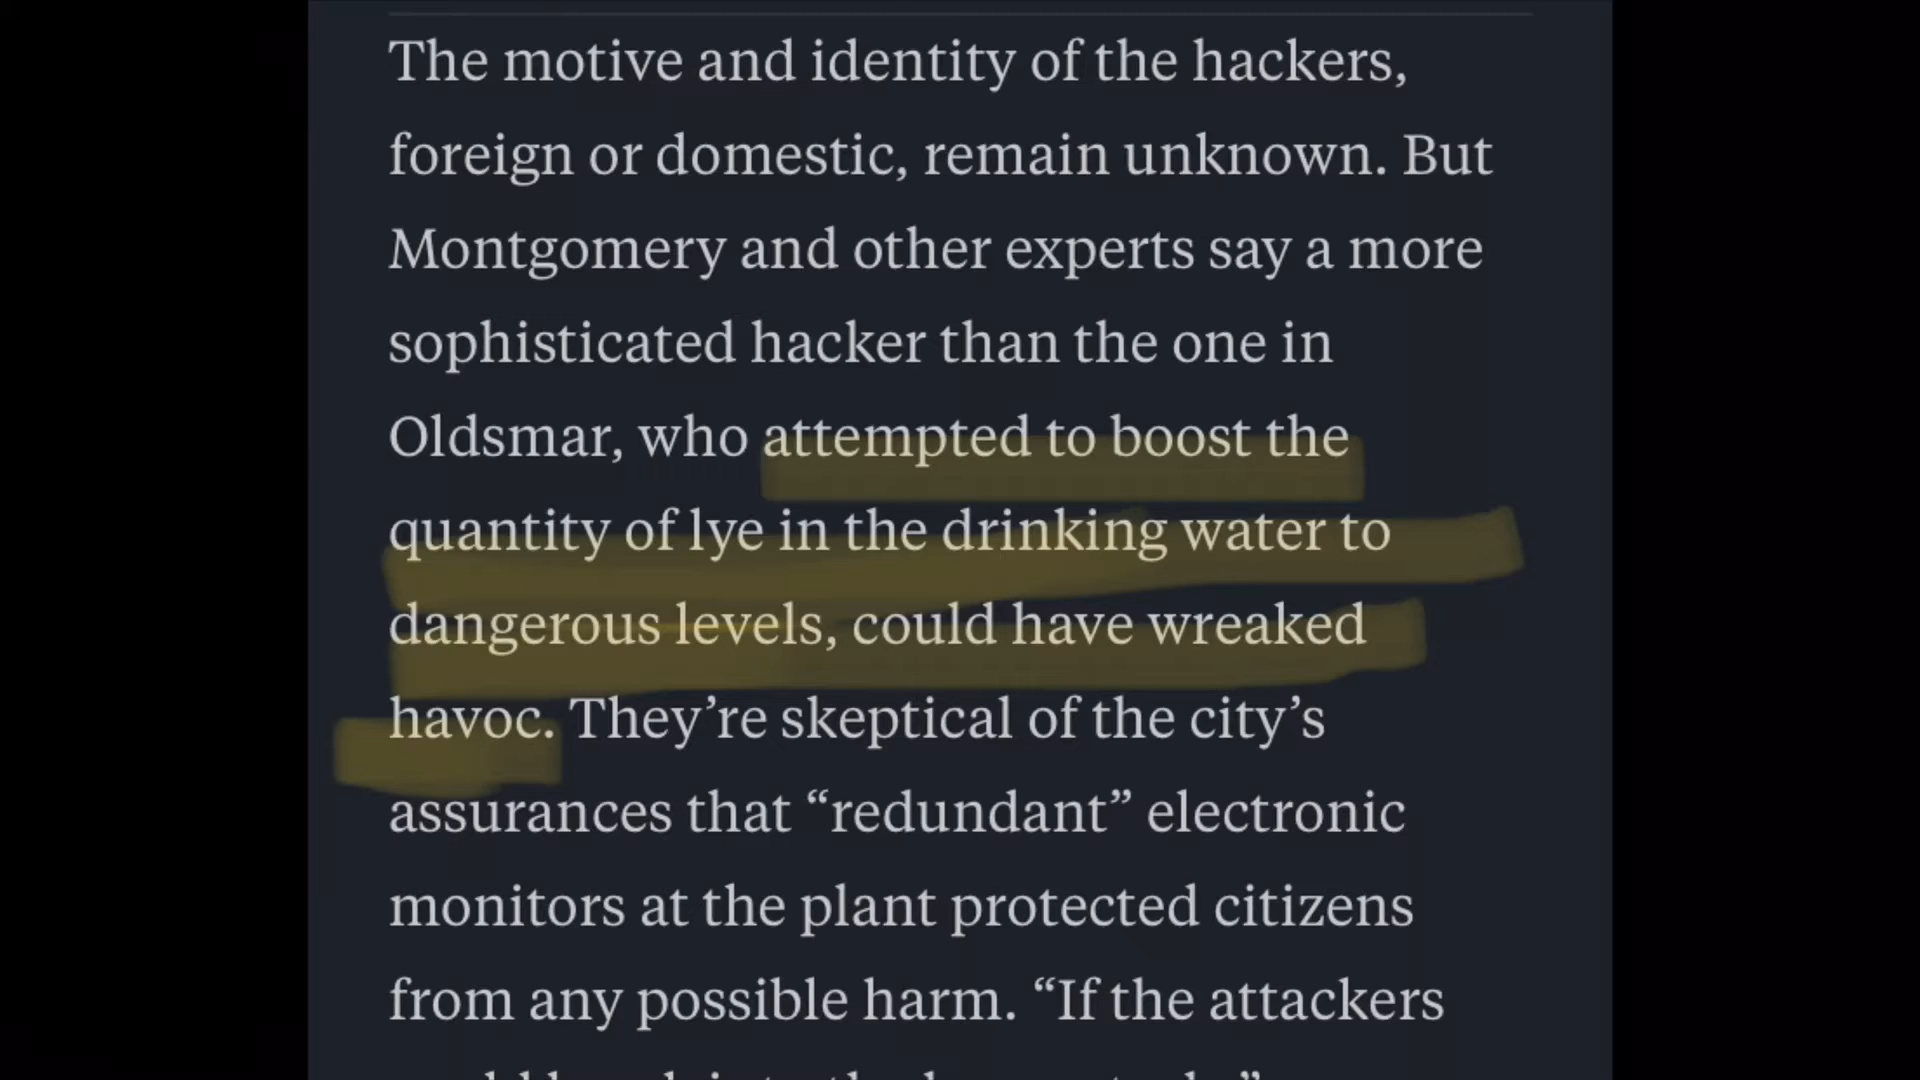 The motive and identity of the hackers,
foreign or domestic, remain unknown. But
Montgomery and other experts say a more
sophisticated hacker than the one in
Oldsmar, who attempted to boost the
quantity of lye in the drinking water to
dangerous levels, could have wreaked
havoc. They’re skeptical of the city’s
assurances that “redundant” electronic
monitors at the plant protected citizens
from any possible harm. “If the attackers